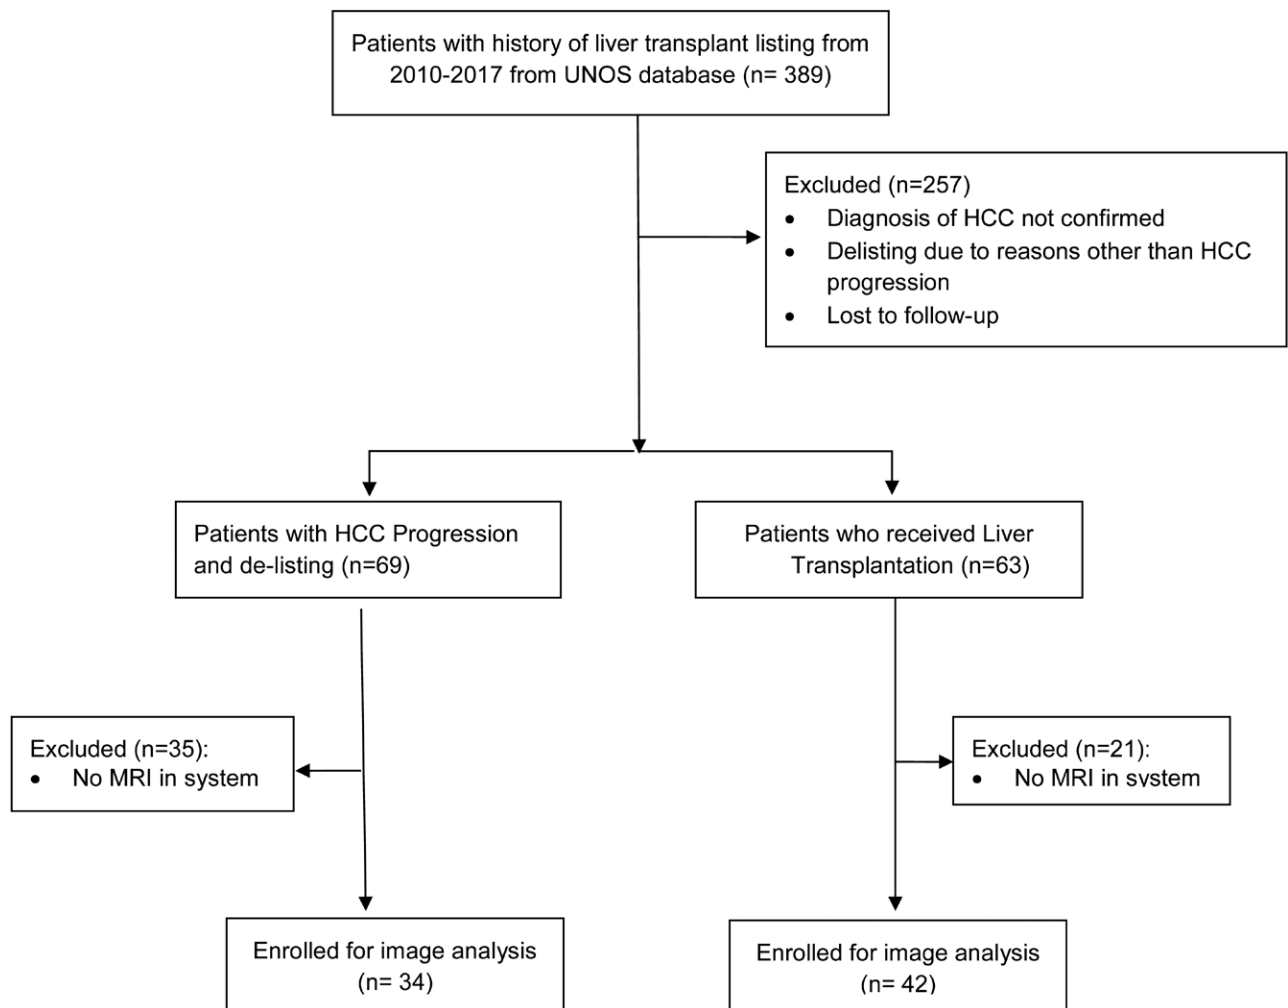 Patients with history of liver transplant listing from
2010-2017 from UNOS database (n= 389)
Excluded (n=257)
• Diagnosis of HCC not confirmed
• Delisting due to reasons other than HCC
progression
• Lost to follow-up
Patients with HCC Progression
and de-listing (n=69)
Patients who received Liver
Transplantation (n=63)
Excluded (n=35):
• No MRI in system
Excluded (n=21):
• No MRI in system
Enrolled for image analysis
(n= 34)
Enrolled for image analysis
(n= 42)